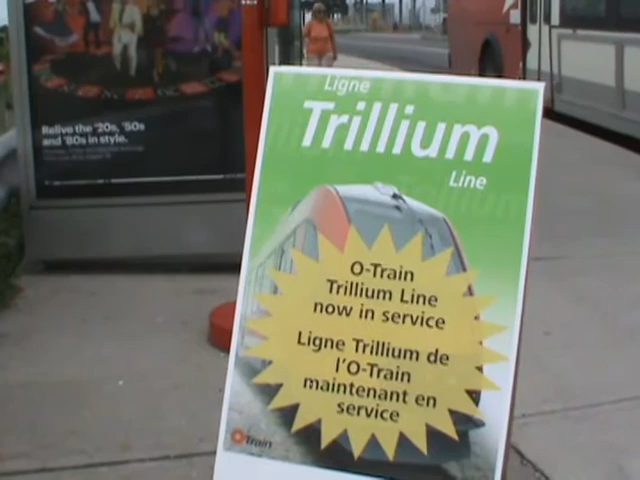 Relive the '20s, '50s
and '80s in style.
Ligne
Trillium
Line
O-Train
Trillium Line
now in service
Ligne Trillium de
l'O-Train
maintenant en
service
Train